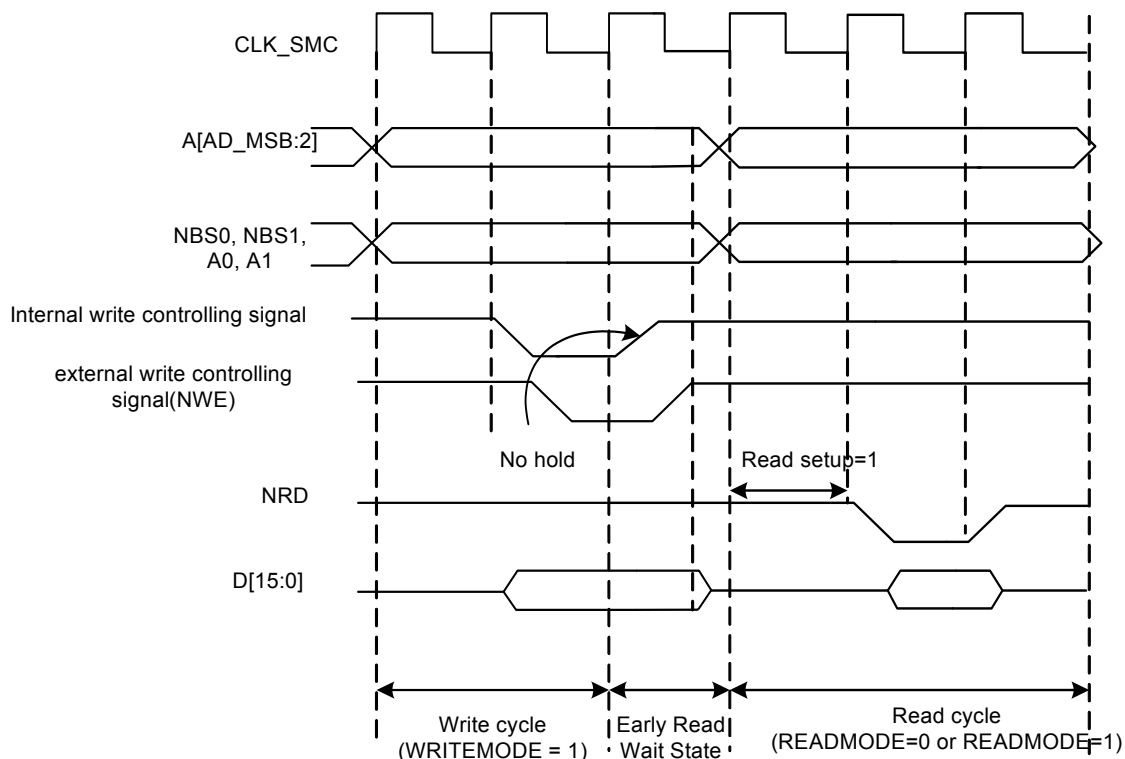 CLK_SMC
A[AD_MSB:2]
NBS0, NBS1,
A0, A1
Internal write controlling signal
external write controlling
signal(NWE)
No hold
Read setup=1
NRD
D[15:0]
Write cycle
(WRITEMODE = 1)
Early Read
Wait State
Read cycle
(READMODE=0 or READMODE=1)